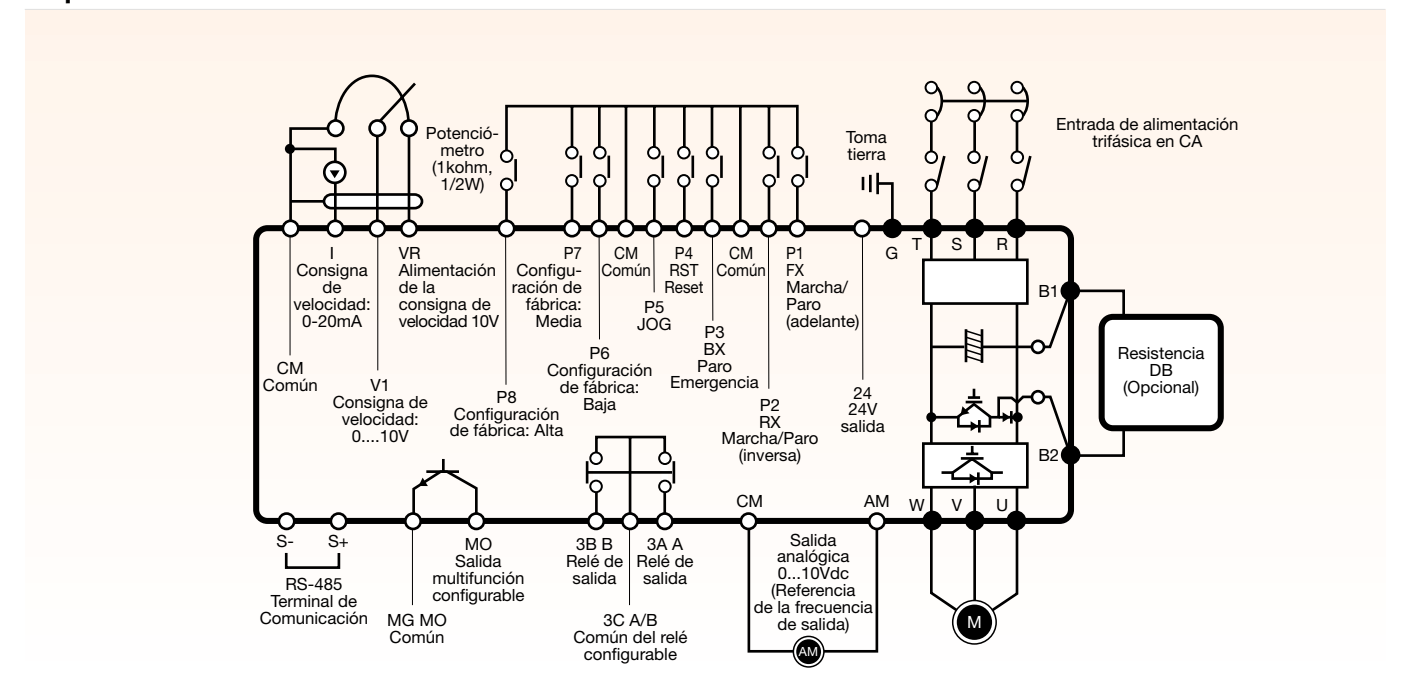 Potenció-
metro
(1kohm,
1/2W)
Toma
tierra
Entrada de alimentación
trifásica en CA
I
Consigna
de
velocidad:
0-20mA
VR
Alimentación
de la
consigna de
velocidad 10V
P7
Configu-
ración de
fábrica:
Media
CM
Común
P4
RST
Reset
CM
Común
P1
FX
Marcha/
Paro
(adelante)
G
T
S
R
B1
P5
JOG
P3
BX
Paro
Emergencia
P6
Configuración
de fábrica:
Baja
CM
Común
V1
Consigna de
velocidad:
0....10V
P8
Configuración
de fábrica: Alta
P2
RX
Marcha/Paro
(inversa)
24
24V
salida
Resistencia
DB
(Opcional)
B2
CM
AM
W
V
U
S-
S+
RS-485
Terminal de
Comunicación
MG MO
Común
MO
Salida
multifunción
configurable
3B B
Relé de
salida
3A A
Relé de
salida
3C A/B
Común del relé
configurable
Salida
analógica
0...10Vdc
(Referencia
de la frecuencia
de salida)
AM
M